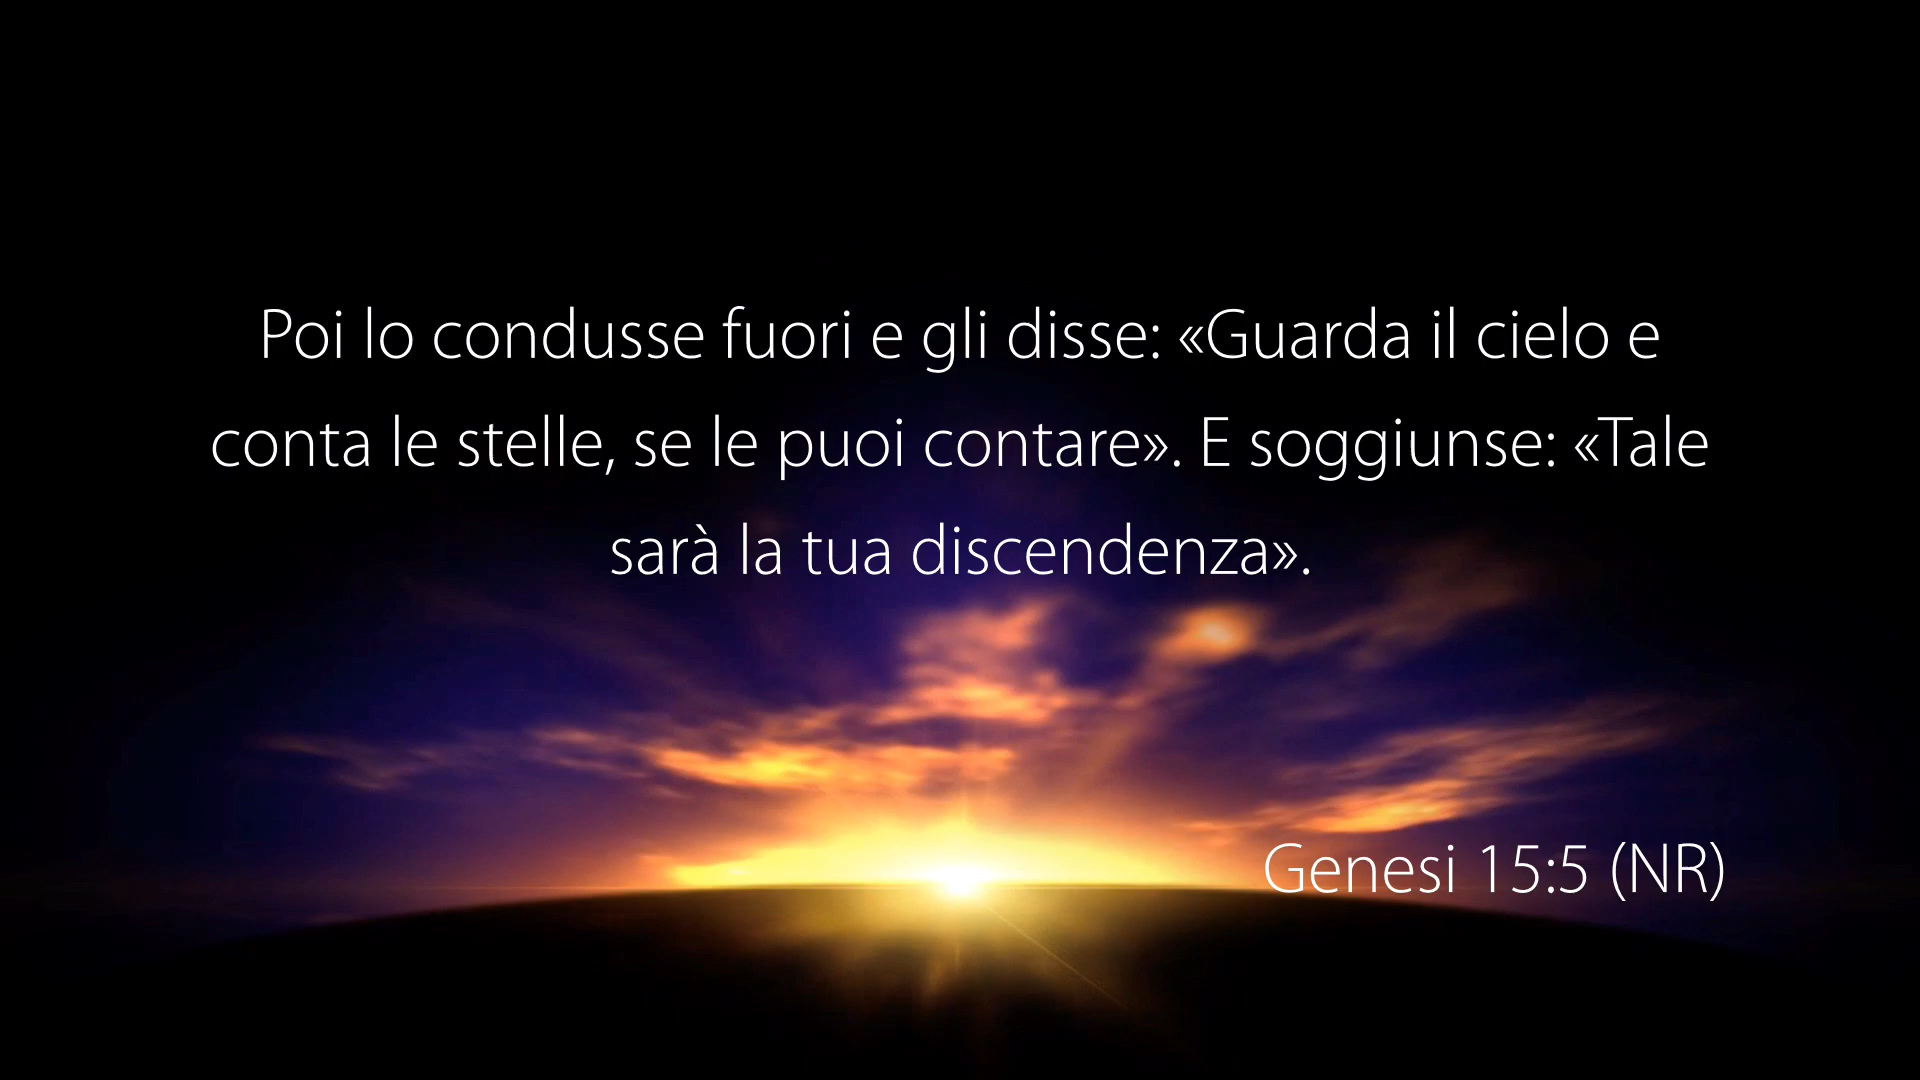 Poi lo condusse fuori e gli disse: «Guarda il cielo e
conta le stelle, se le puoi contare». E soggiunse: «Tale
sarà la tua discendenza».
Genesi 15:5 (NR)